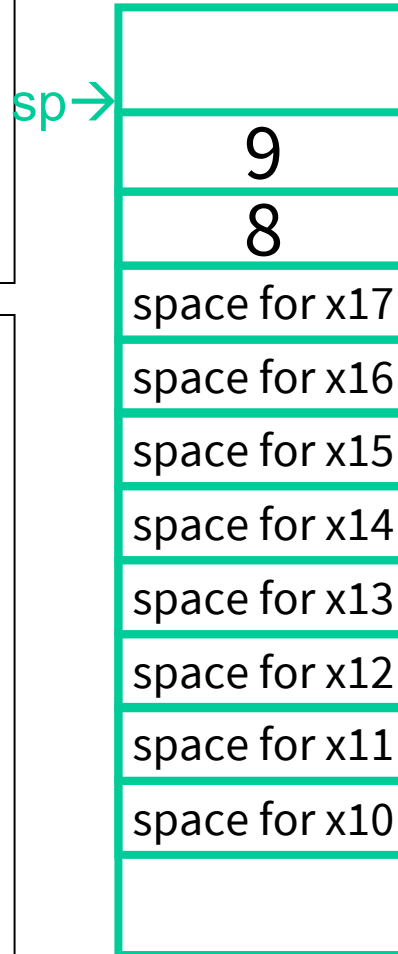 sp→
9
8
space for x17
space for x16
space for x15
space for x14
space for x13
space for x12
space for x11
space for x10